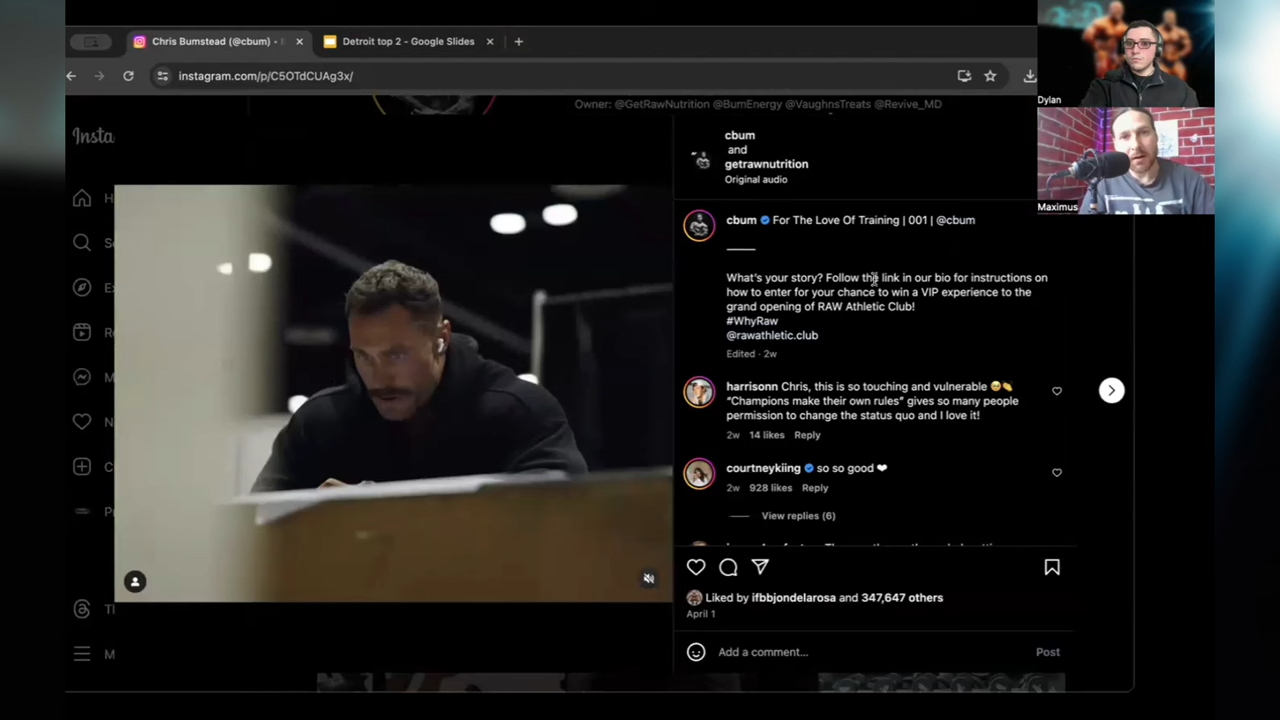 Chris Bumstead (@cbum) •
Detroit top 2 - Google Slides
instagram.com/p/C5OTdCUAg3x/
Dylan
Owner: @GetRawNutrition @BumEnergy @VaughnsTreats @Revive_MD
Insta
cbum
and
getrawnutrition
Original audio
Maximus
cbum For The Love Of Training | 001 | @cbum
What's your story? Follow the link in our bio for instructions on
how to enter for your chance to win a VIP experience to the
grand opening of RAW Athletic Club!
#WhyRaw
@rawathletic.club
Edited · 2w
harrisonn Chris, this is so touching and vulnerable 🥹👏
“Champions make their own rules” gives so many people
permission to change the status quo and I love it!
2w 14 likes Reply
courtneykiing so so good ❤
2w 928 likes Reply
View replies (6)
Liked by ifbbjondelarosa and 347,647 others
April 1
Add a comment...
Post